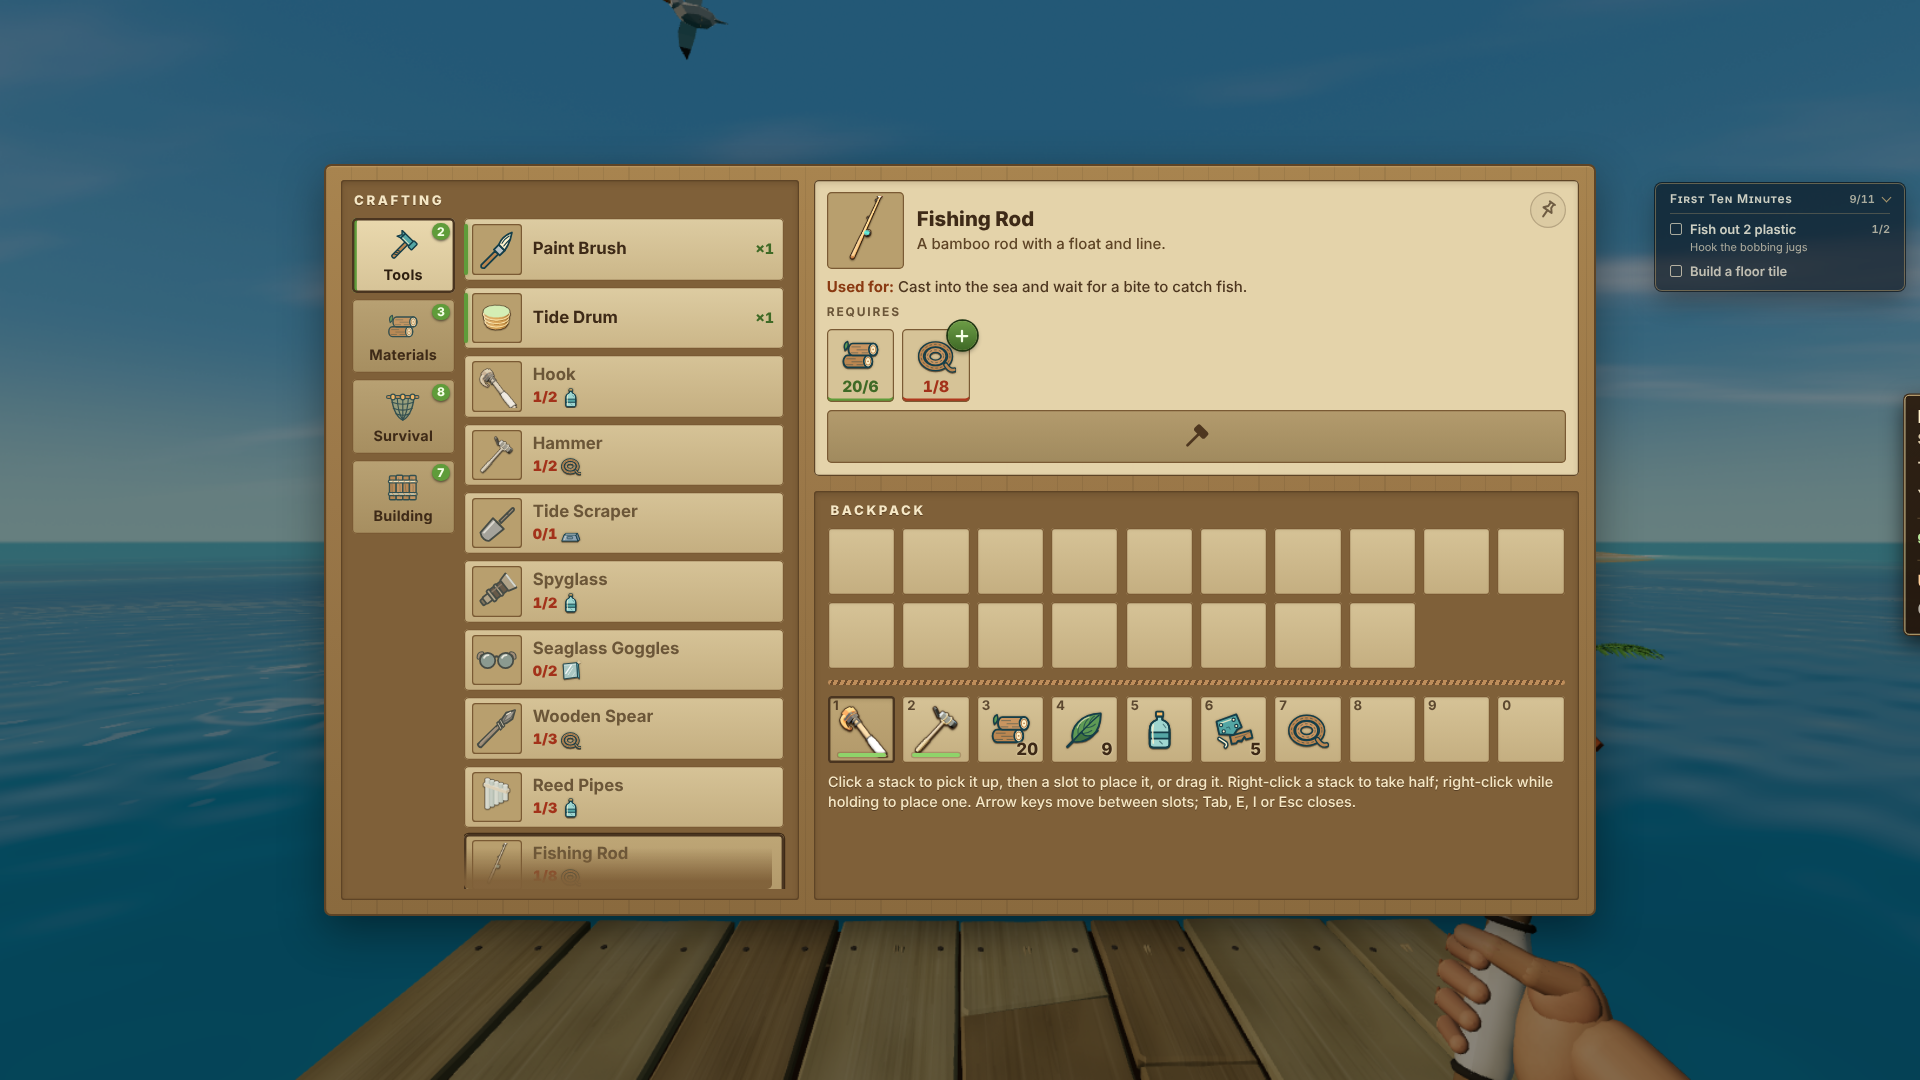 CRAFTING
Tools
2
Materials
3
Survival
8
Building
7
Paint Brush
×1
Tide Drum
×1
Hook
1/2
Hammer
1/2
Tide Scraper
0/1
Spyglass
1/2
Seaglass Goggles
0/2
Wooden Spear
1/3
Reed Pipes
1/3
Fishing Rod
1/8
Fishing Rod
A bamboo rod with a float and line.
Used for: Cast into the sea and wait for a bite to catch fish.
REQUIRES
20/6
1/8
BACKPACK
1
2
3
20
4
9
5
6
5
7
8
9
0
Click a stack to pick it up, then a slot to place it, or drag it. Right-click a stack to take half; right-click while
holding to place one. Arrow keys move between slots; Tab, E, I or Esc closes.
First Ten Minutes 9/11
Fish out 2 plastic 1/2
Hook the bobbing jugs
Build a floor tile